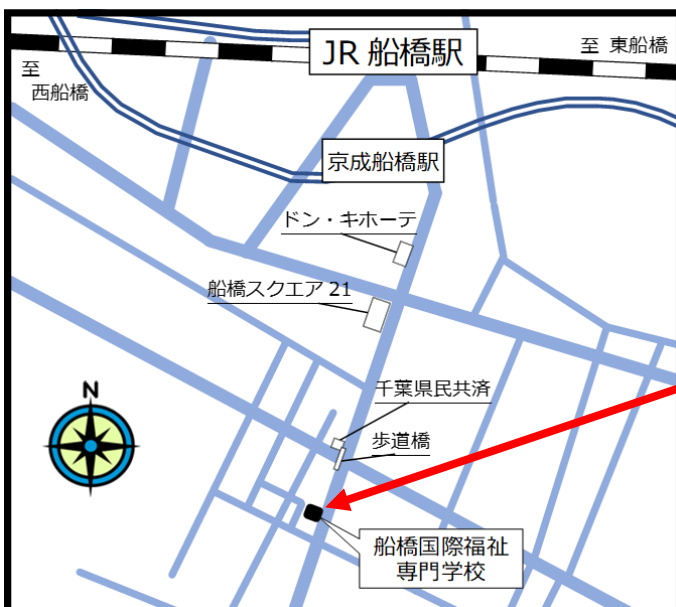 JR 船橋駅
至 東船橋
至
西船橋
京成船橋駅
ドン・キホーテ
船橋スクエア 21
千葉県民共済
N
歩道橋
船橋国際福祉
専門学校